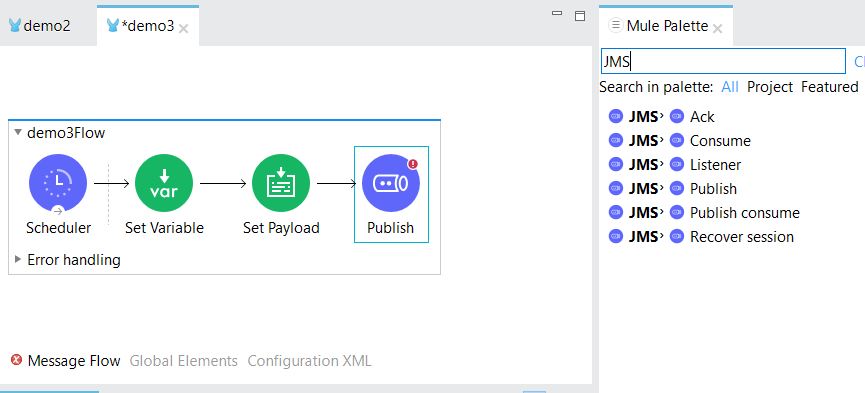 demo2
*demo3
Mule Palette
JMS
Search in palette: All Project Featured
demo3Flow
JMS Ack
JMS Consume
JMS Listener
JMS Publish
JMS Publish consume
JMS Recover session
var
Scheduler Set Variable Set Payload Publish
Error handling
Message Flow Global Elements Configuration XML